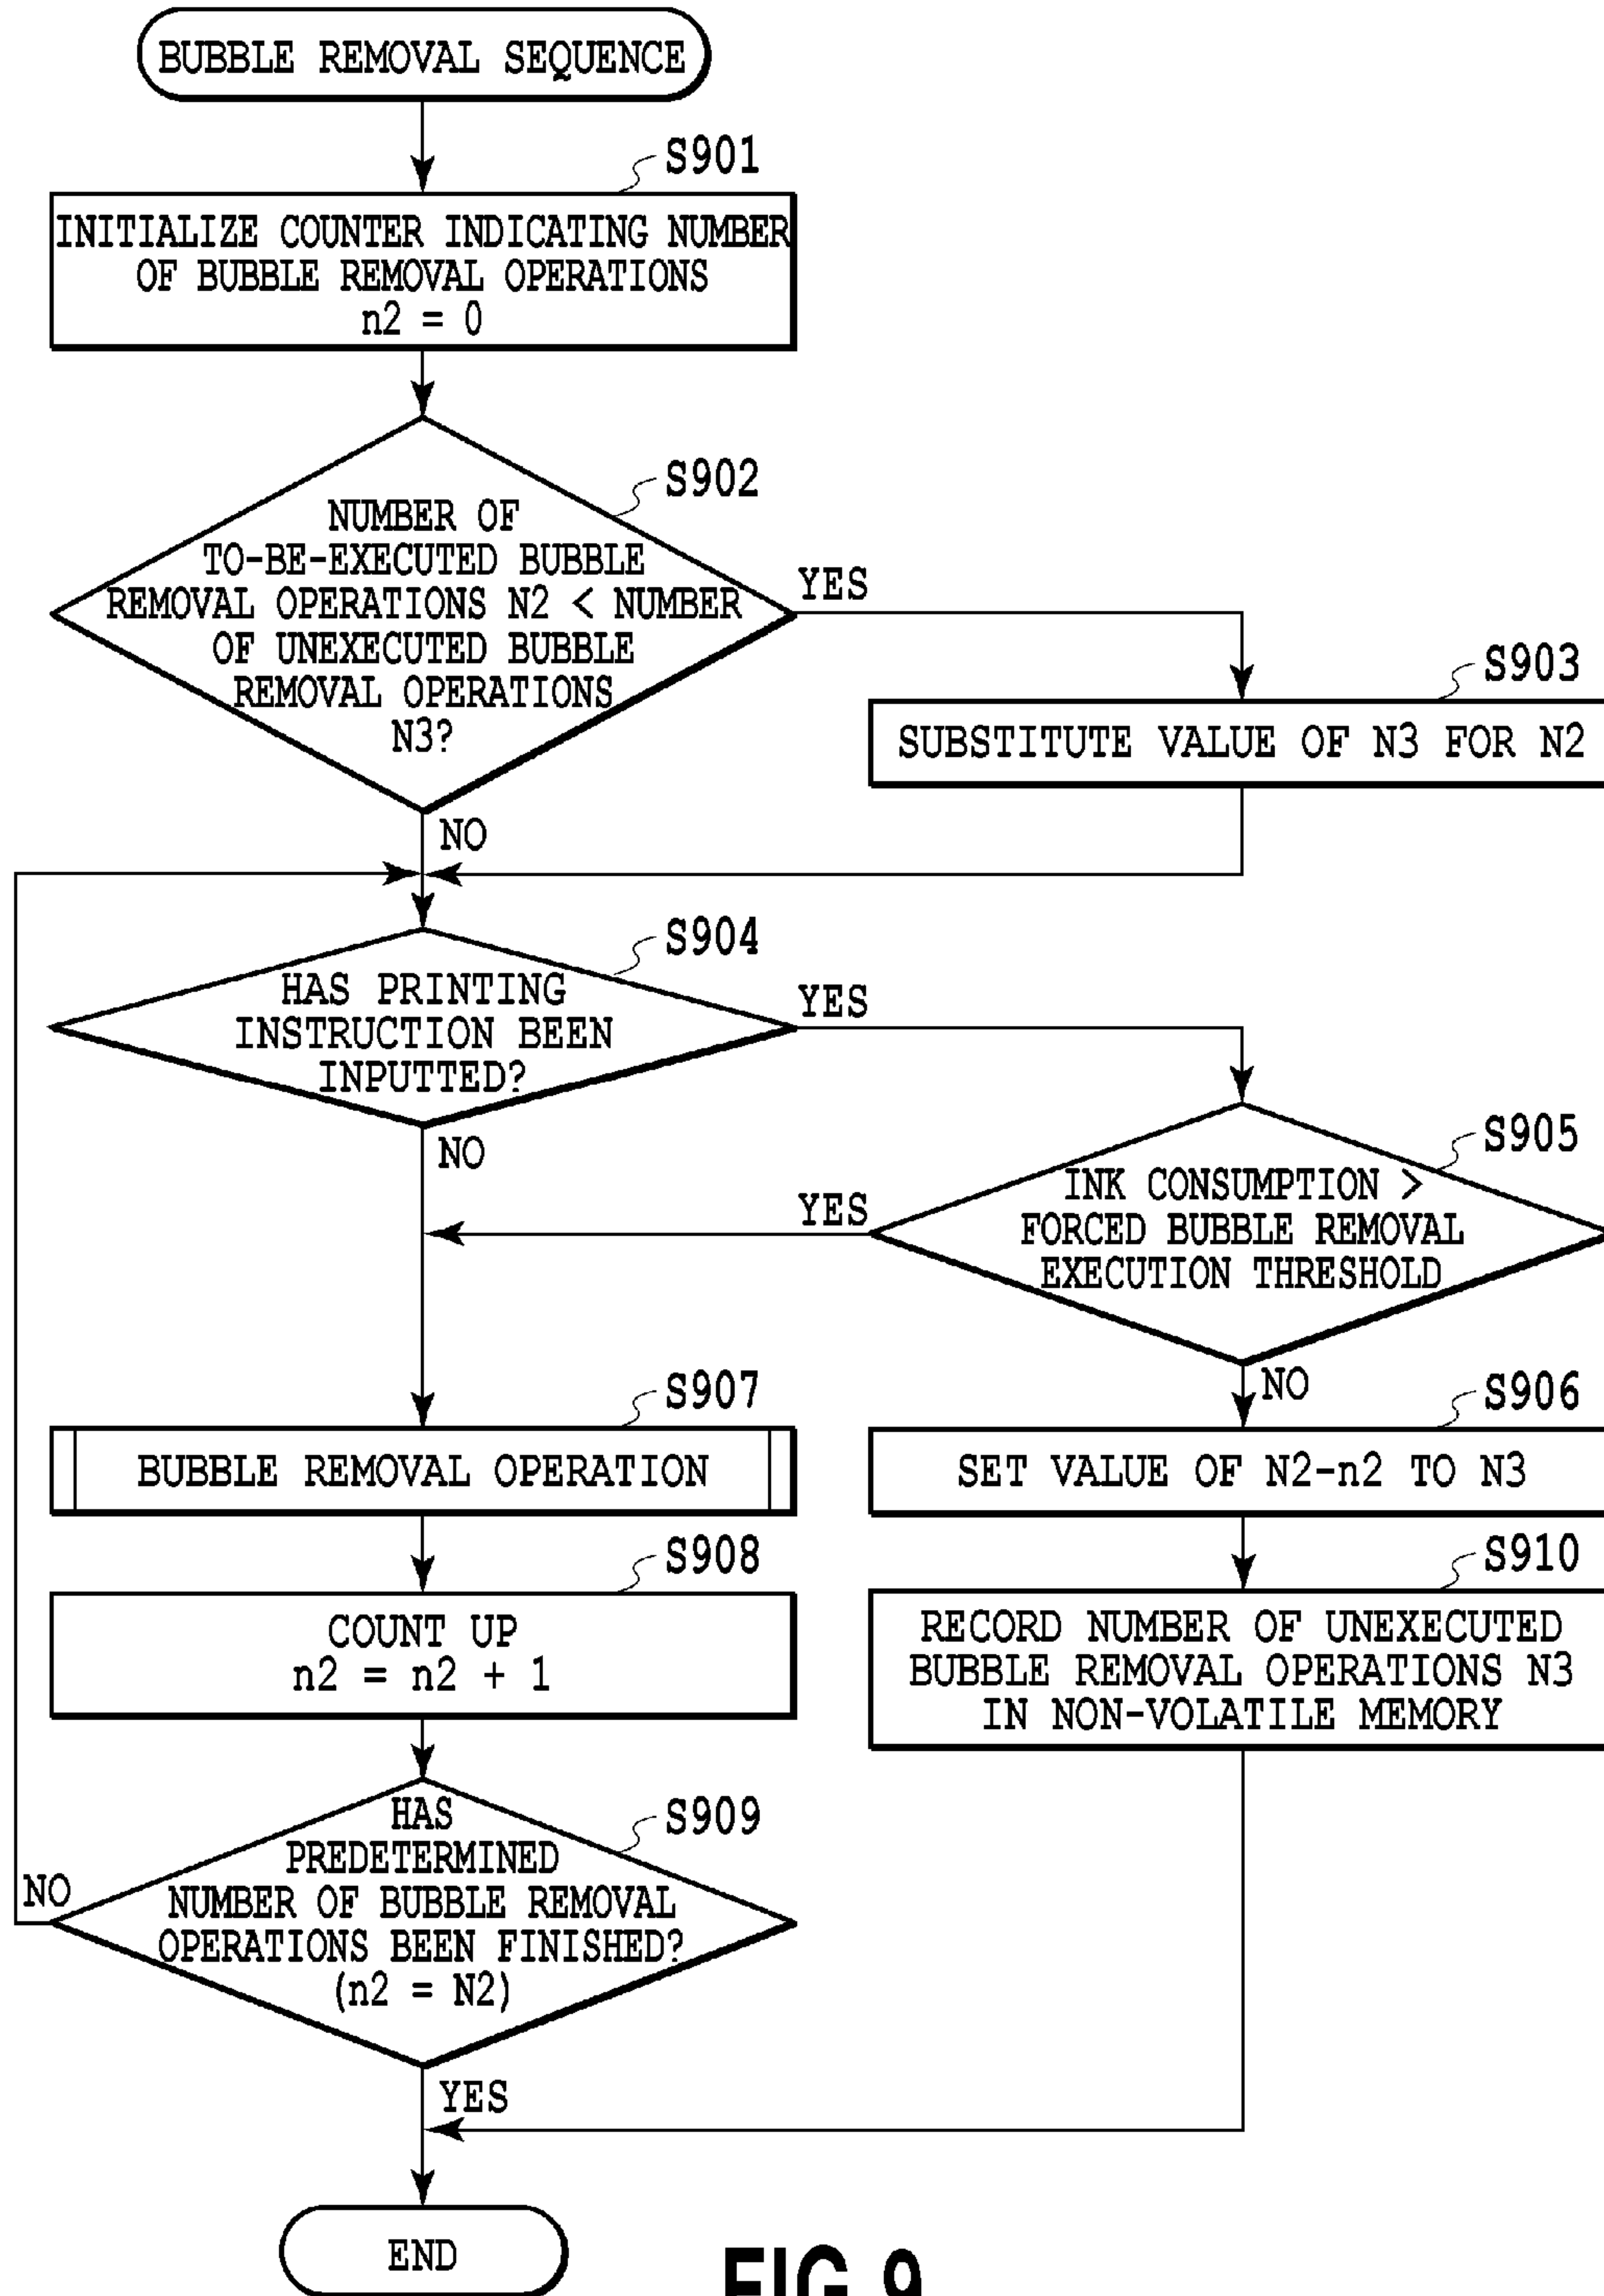 BUBBLE REMOVAL SEQUENCE
S901
INITIALIZE COUNTER INDICATING NUMBER
OF BUBBLE REMOVAL OPERATIONS
n2 = 0
S902
NUMBER OF
TO-BE-EXECUTED BUBBLE
REMOVAL OPERATIONS N2 < NUMBER
OF UNEXECUTED BUBBLE
REMOVAL OPERATIONS
N3?
YES
S903
SUBSTITUTE VALUE OF N3 FOR N2
NO
S904
HAS PRINTING
INSTRUCTION BEEN
INPUTTED?
YES
NO
S905
INK CONSUMPTION >
FORCED BUBBLE REMOVAL
EXECUTION THRESHOLD
YES
NO
S907
BUBBLE REMOVAL OPERATION
S906
SET VALUE OF N2-n2 TO N3
S908
COUNT UP
n2 = n2 + 1
S910
RECORD NUMBER OF UNEXECUTED
BUBBLE REMOVAL OPERATIONS N3
IN NON-VOLATILE MEMORY
S909
HAS
PREDETERMINED
NUMBER OF BUBBLE REMOVAL
OPERATIONS BEEN FINISHED?
(n2 = N2)
NO
YES
END
FIG.9